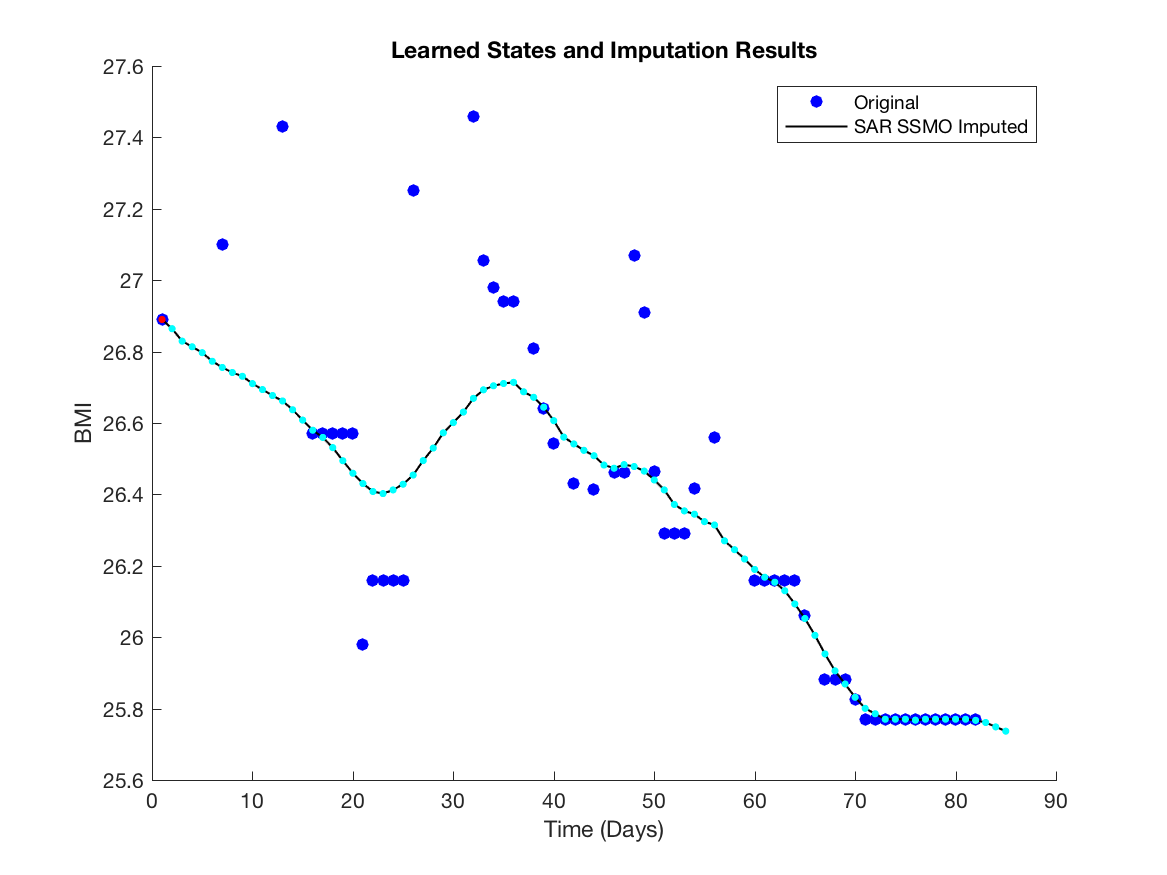 Learned States and Imputation Results
27.6
27.4
27.2
27
26.8
26.6
26.4
26.2
26
25.8
25.6
BMI
Original
SAR SSMO Imputed
0 10 20 30 40 50 60 70 80 90
Time (Days)